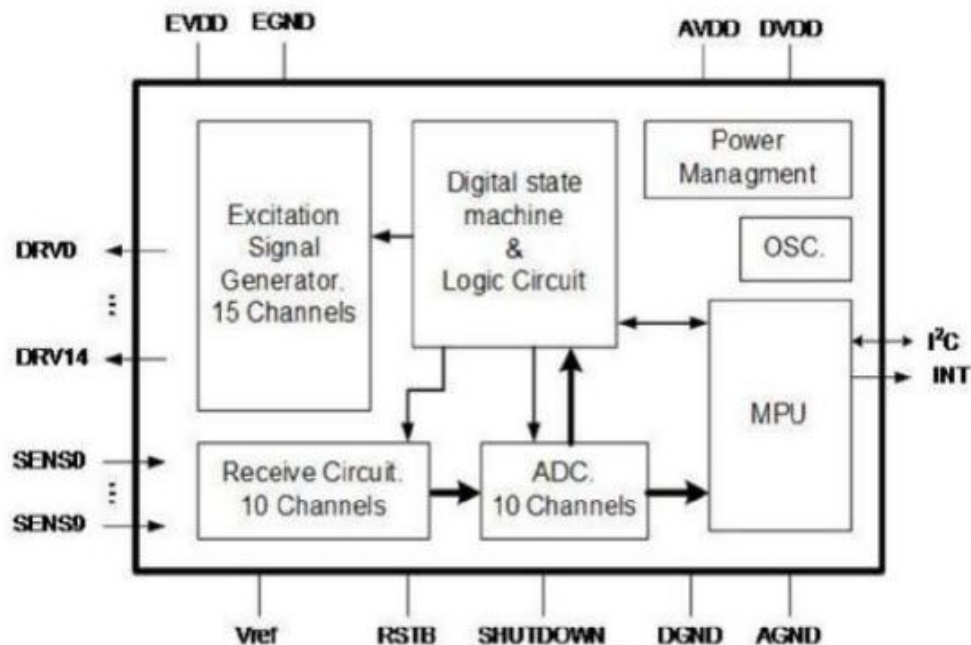 EVDD
EGND
AVDD
DVDD
Excitation
Signal
Generator.
15 Channels
Digital state
machine
&
Logic Circuit
Power
Managment
OSC.
DRV0
...
DRV14
MPU
I²C
INT
SENS0
...
SENS9
Receive Circuit.
10 Channels
ADC.
10 Channels
Vref
RSTB
SHUTDOWN
DGND
AGND